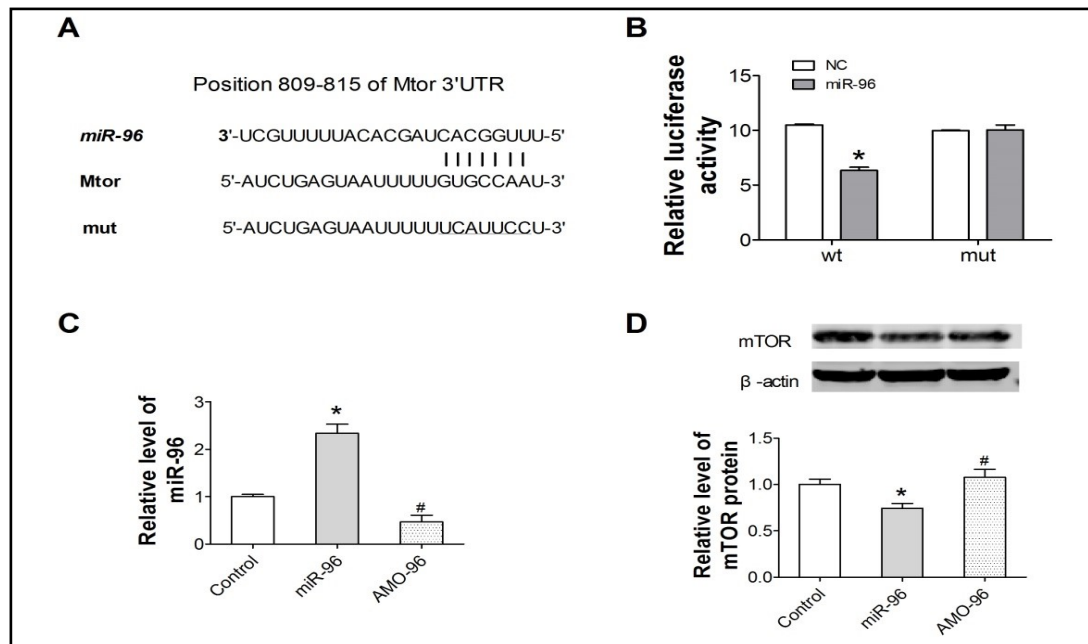 A
Position 809-815 of Mtor 3'UTR
miR-96 3'-UCGUUUUUACACGAUCACGGUUU-5'
Mtor 5'-AUCUGAGUAAUUUUUGUGCCAAU-3'
mut 5'-AUCUGAGUAAUUUUUUCAUUCCU-3'
B
NC
miR-96
Relative luciferase
activity
15
10
5
0
*
wt
mut
C
Relative level of
miR-96
3
2
1
0
*
#
Control
miR-96
AMO-96
D
mTOR
β -actin
Relative level of
mTOR protein
1.5
1.0
0.5
0.0
*
#
Control
miR-96
AMO-96